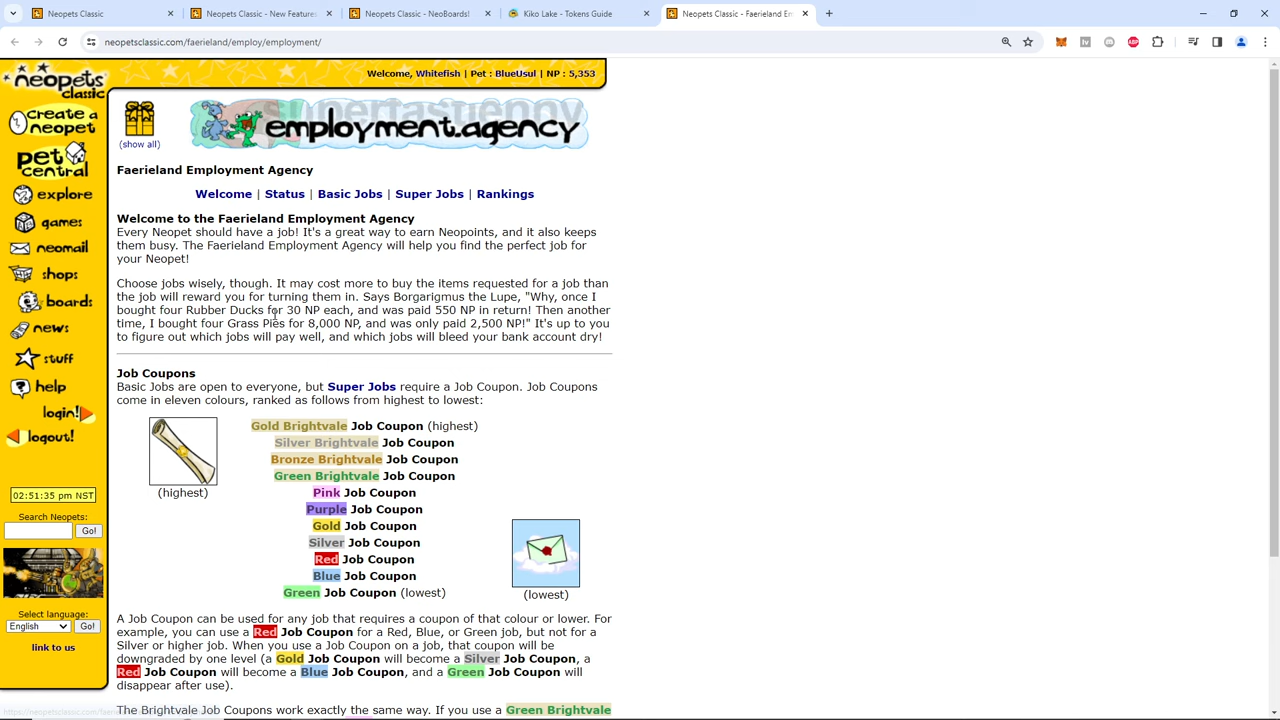 Neopets Classic
Neopets Classic - New Features
Neopets Classic - NeoBoards!
Kiko Lake - Tokens Guide
Neopets Classic - Faerieland Em
neopetsclassic.com/faerieland/employ/employment/
neopets
classic
Welcome, Whitefish | Pet : BlueUsul | NP : 5,353
create a
neopet
pet
central
explore
games
neomail
shops
boards
news
stuff
help
login!
logout!
02:51:35 pm NST
Search Neopets:
Go!
Select language:
English
Go!
link to us
(show all)
employment.agency
Faerieland Employment Agency
Welcome | Status | Basic Jobs | Super Jobs | Rankings
Welcome to the Faerieland Employment Agency
Every Neopet should have a job! It's a great way to earn Neopoints, and it also keeps
them busy. The Faerieland Employment Agency will help you find the perfect job for
your Neopet!
Choose jobs wisely, though. It may cost more to buy the items requested for a job than
the job will reward you for turning them in. Says Borgarigmus the Lupe, "Why, once I
bought four Rubber Ducks for 30 NP each, and was paid 550 NP in return! Then another
time, I bought four Grass Pies for 8,000 NP, and was only paid 2,500 NP!" It's up to you
to figure out which jobs will pay well, and which jobs will bleed your bank account dry!
Job Coupons
Basic Jobs are open to everyone, but Super Jobs require a Job Coupon. Job Coupons
come in eleven colours, ranked as follows from highest to lowest:
(highest)
Gold Brightvale Job Coupon (highest)
Silver Brightvale Job Coupon
Bronze Brightvale Job Coupon
Green Brightvale Job Coupon
Pink Job Coupon
Purple Job Coupon
Gold Job Coupon
Silver Job Coupon
Red Job Coupon
Blue Job Coupon
Green Job Coupon (lowest)
(lowest)
A Job Coupon can be used for any job that requires a coupon of that colour or lower. For
example, you can use a Red Job Coupon for a Red, Blue, or Green job, but not for a
Silver or higher job. When you use a Job Coupon on a job, that coupon will be
downgraded by one level (a Gold Job Coupon will become a Silver Job Coupon, a
Red Job Coupon will become a Blue Job Coupon, and a Green Job Coupon will
disappear after use).
The Brightvale Job Coupons work exactly the same way. If you use a Green Brightvale